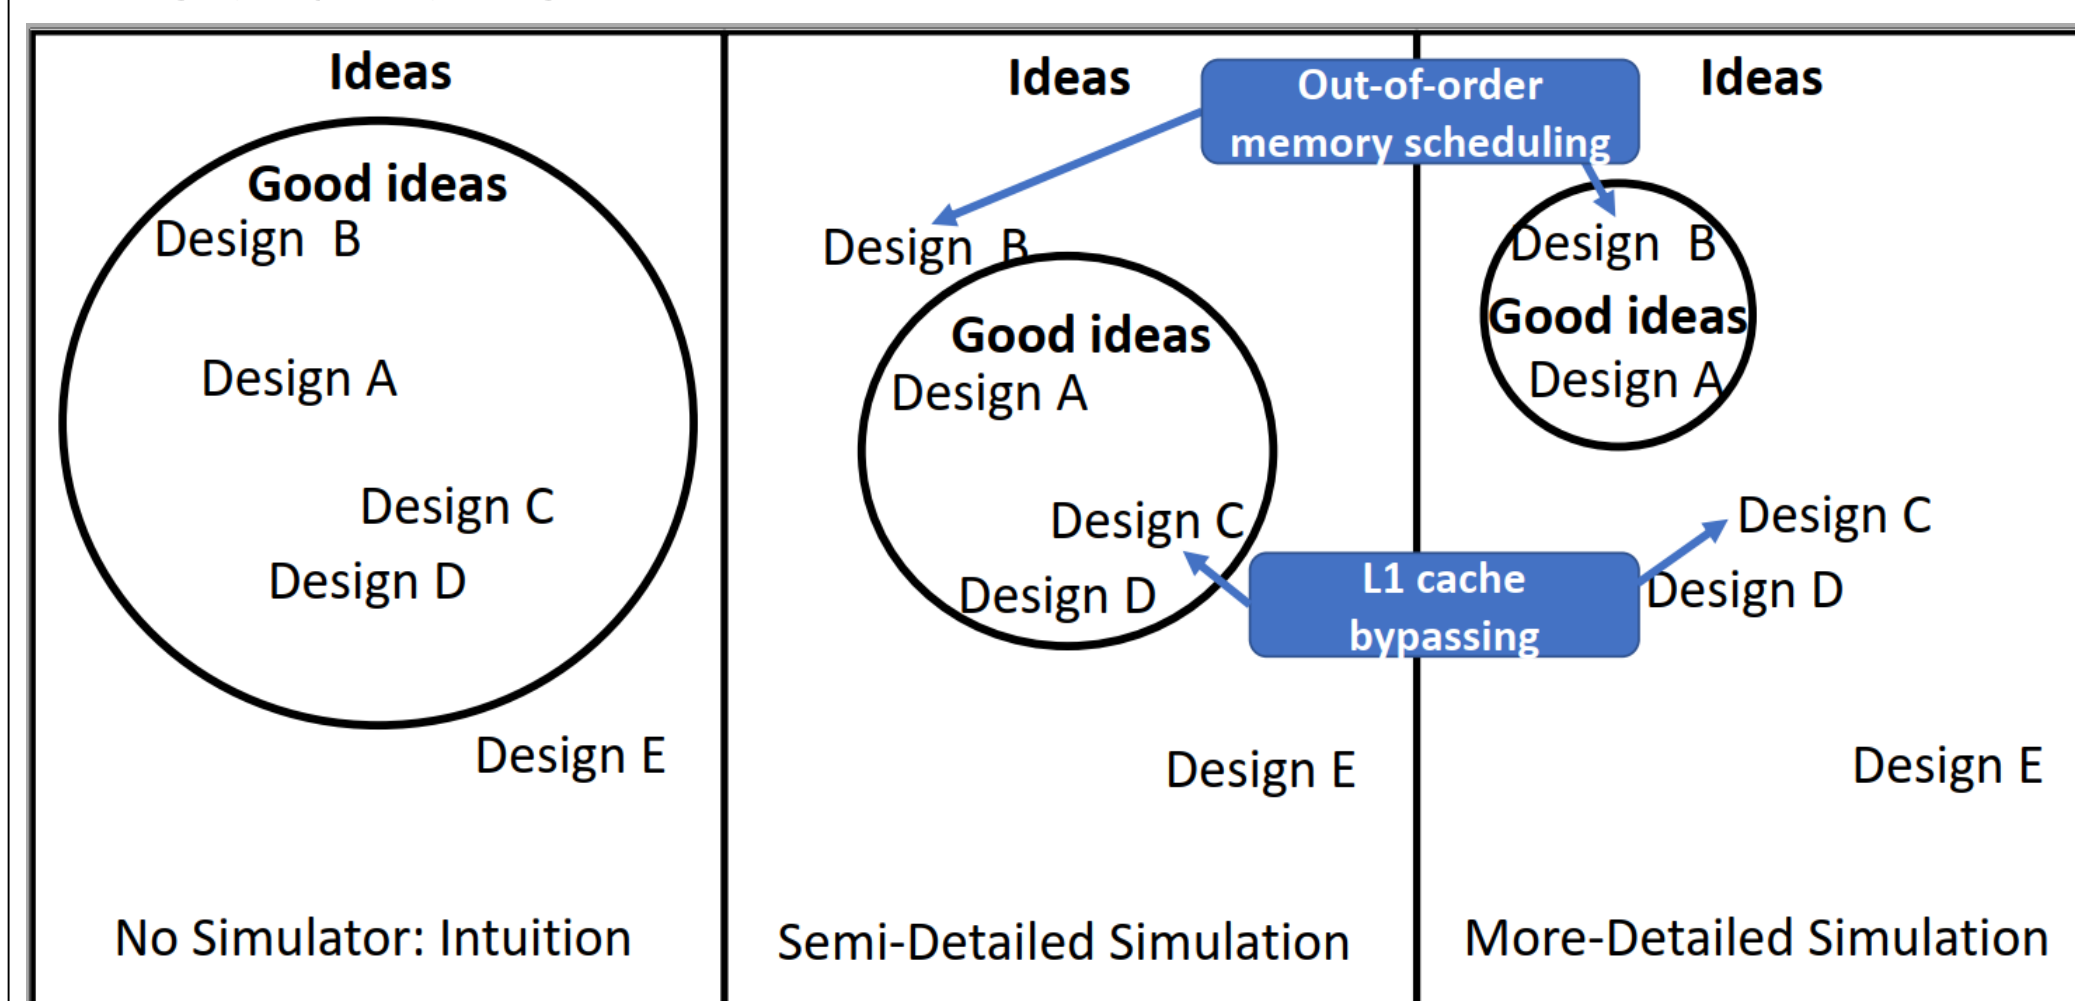 Ideas
Good ideas
Design  B
Design A
Design C
Design D
Design E
No Simulator: Intuition
Ideas
Out-of-order
memory scheduling
Design  B
Good ideas
Design A
Design C
Design D
L1 cache
bypassing
Design E
Semi-Detailed Simulation
Ideas
Design  B
Good ideas
Design A
Design C
Design D
Design E
More-Detailed Simulation